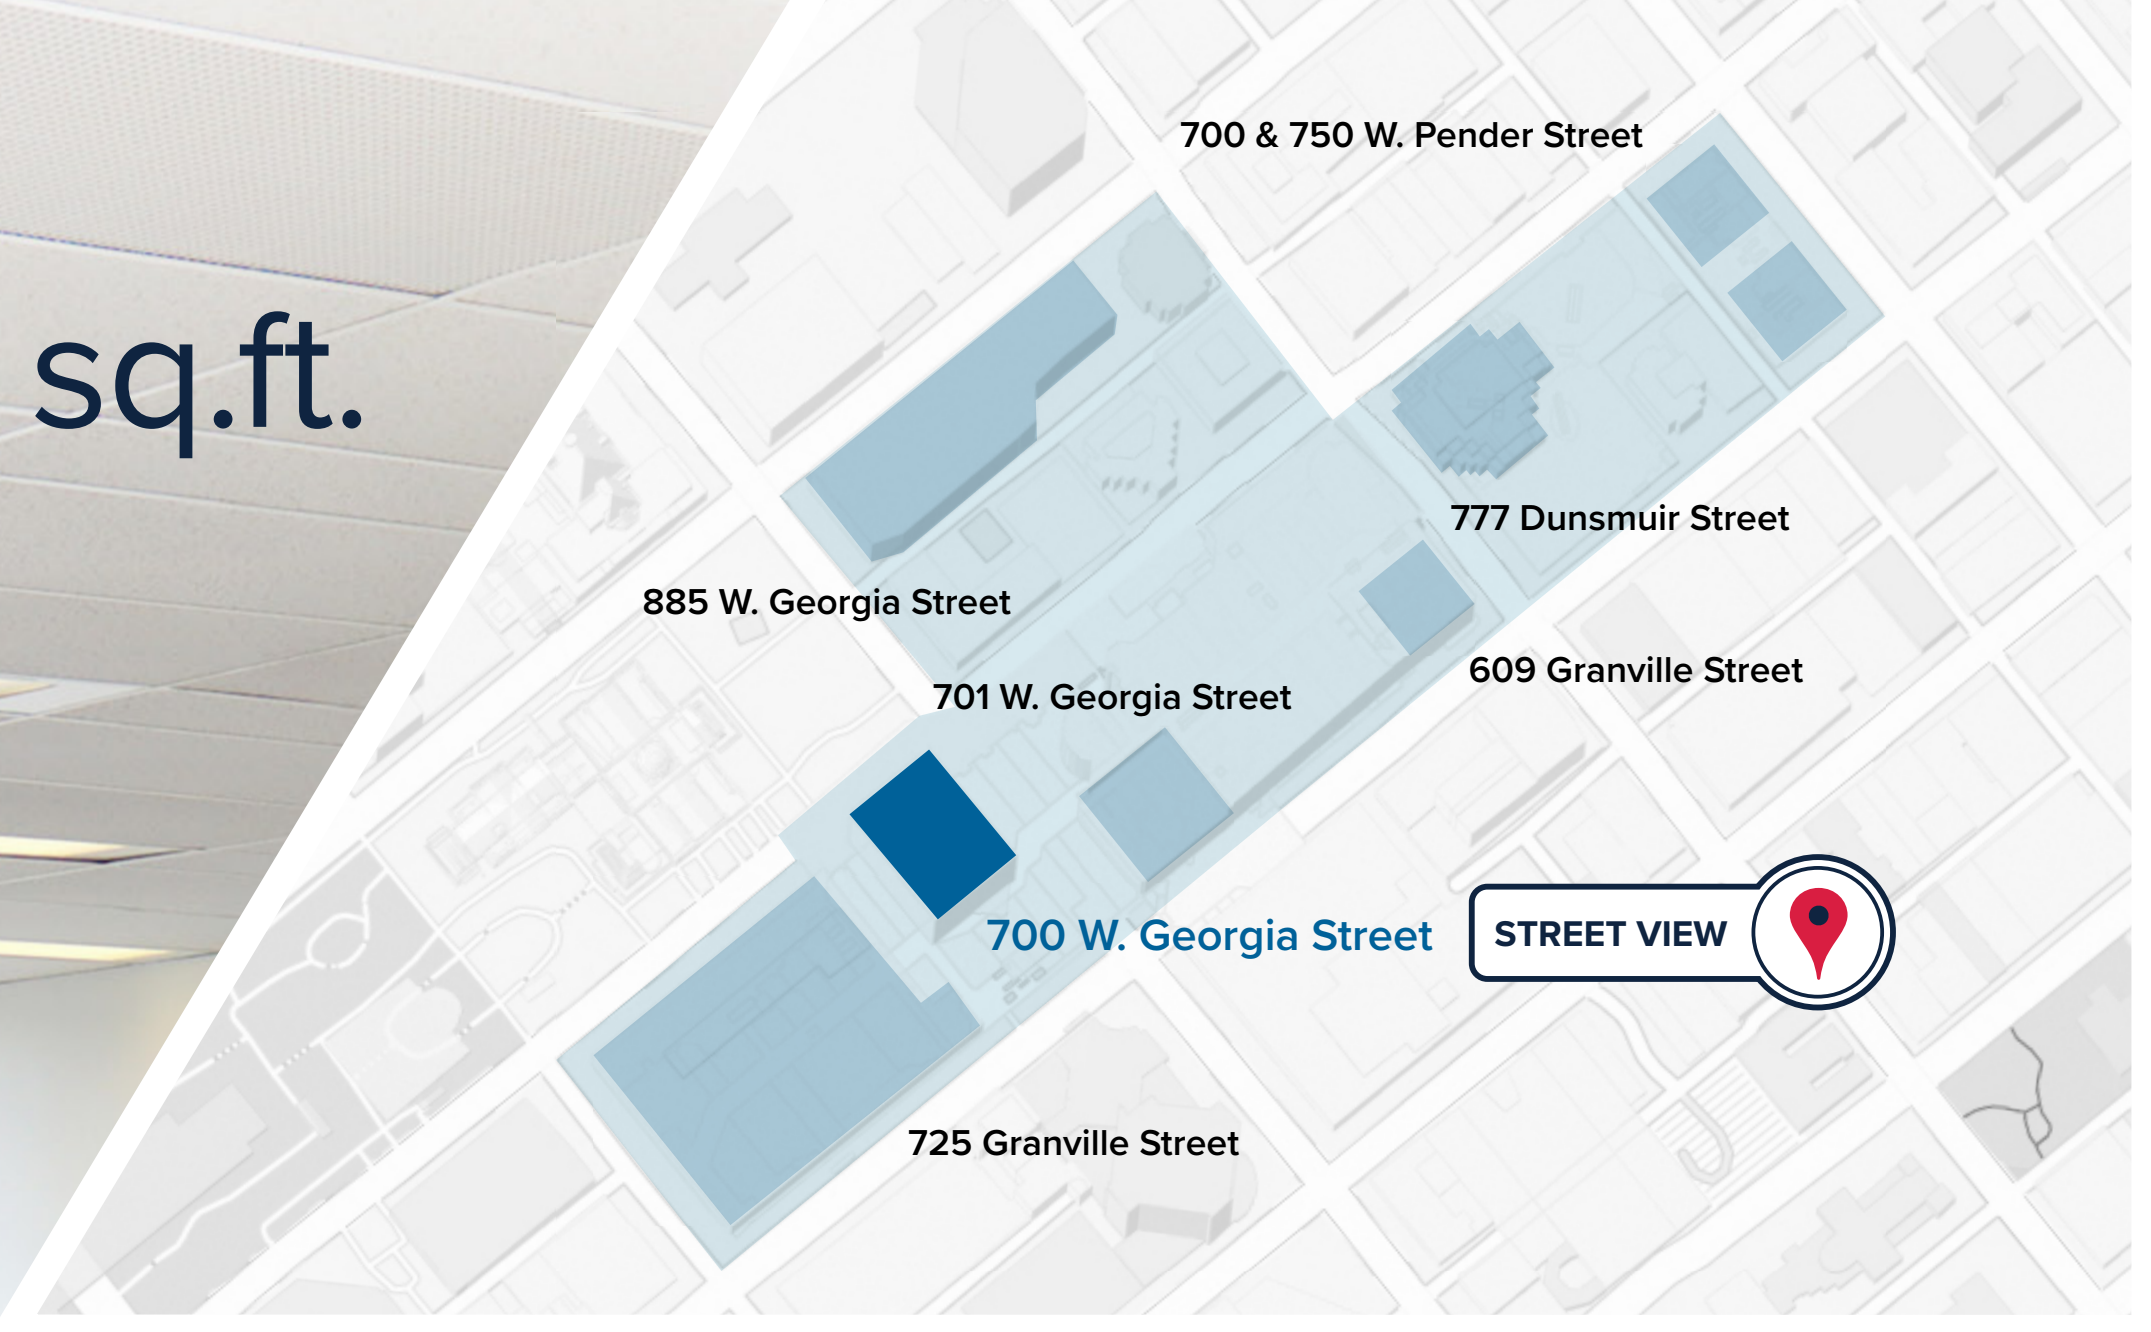 sq.ft.
700 & 750 W. Pender Street
777 Dunsmuir Street
885 W. Georgia Street
609 Granville Street
701 W. Georgia Street
700 W. Georgia Street
STREET VIEW
725 Granville Street